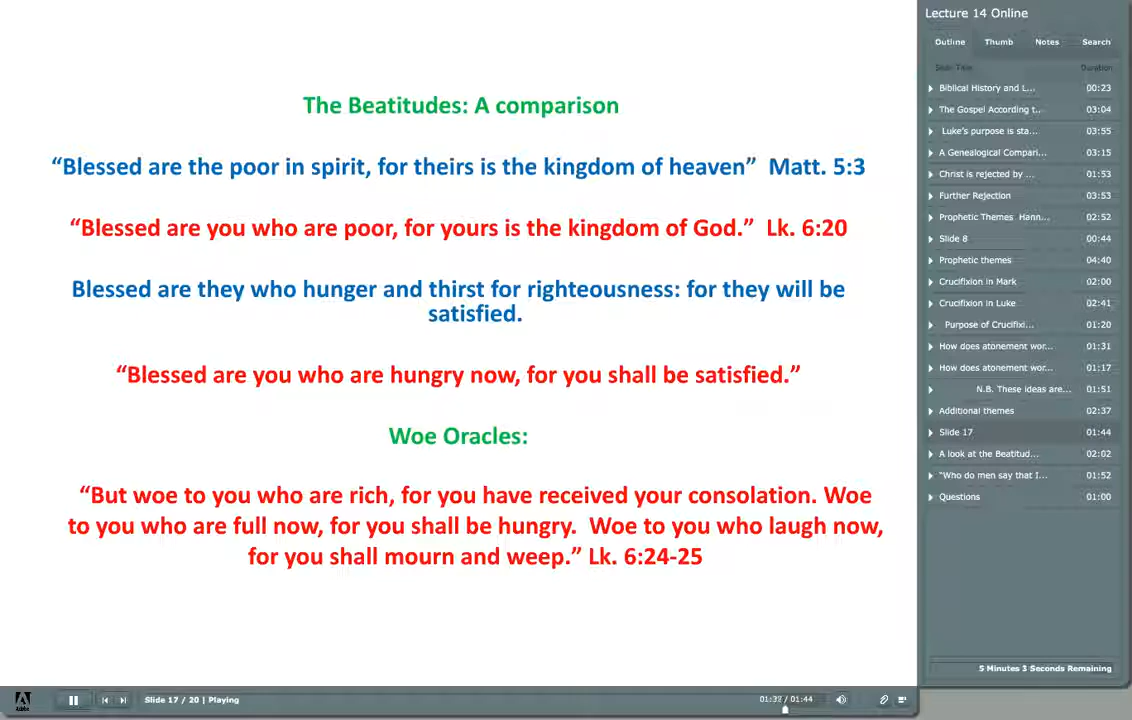 The Beatitudes: A comparison
“Blessed are the poor in spirit, for theirs is the kingdom of heaven” Matt. 5:3
“Blessed are you who are poor, for yours is the kingdom of God.” Lk. 6:20
Blessed are they who hunger and thirst for righteousness: for they will be
satisfied.
“Blessed are you who are hungry now, for you shall be satisfied.”
Woe Oracles:
“But woe to you who are rich, for you have received your consolation. Woe
to you who are full now, for you shall be hungry. Woe to you who laugh now,
for you shall mourn and weep.” Lk. 6:24-25
Lecture 14 Online
Outline Thumb Notes Search
Title Duration
Biblical History and L... 00:23
The Gospel According t... 03:04
Luke's purpose is sta... 03:55
A Genealogical Compari... 03:15
Christ is rejected by ... 01:53
Further Rejection 03:53
Prophetic Themes Hann... 02:52
Slide 8 00:44
Prophetic themes 04:40
Crucifixion in Mark 02:00
Crucifixion in Luke 02:41
Purpose of Crucifixi... 01:20
How does atonement wor... 01:31
How does atonement wor... 01:17
N.B. These ideas are... 01:51
Additional themes 02:37
Slide 17 01:44
A look at the Beatitud... 02:02
"Who do men say that I... 01:52
Questions 01:00
5 Minutes 3 Seconds Remaining
Adobe
Slide 17 / 20 | Playing
01:37 / 01:44